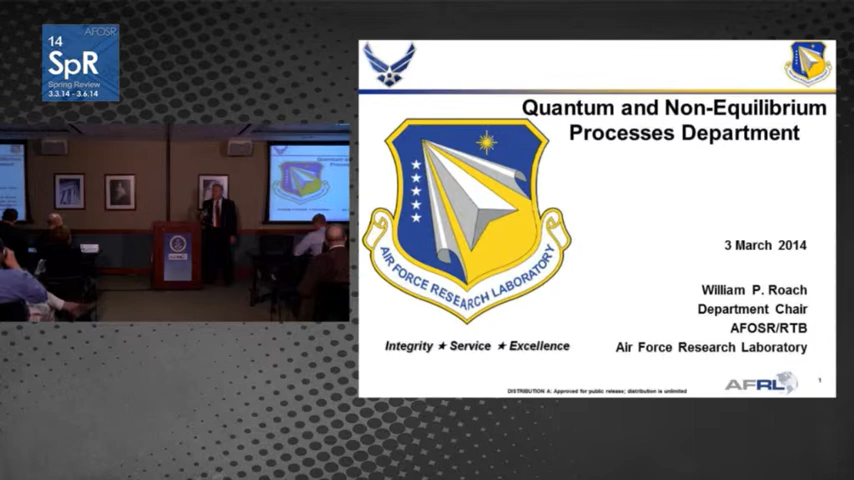 AFOSR
14
SpR
Spring Review
3.3.14 - 3.6.14
Quantum and Non-Equilibrium
Processes Department
AIR FORCE RESEARCH LABORATORY
3 March 2014
William P. Roach
Department Chair
AFOSR/RTB
Air Force Research Laboratory
Integrity ★ Service ★ Excellence
DISTRIBUTION A: Approved for public release; distribution is unlimited
AFRL
1